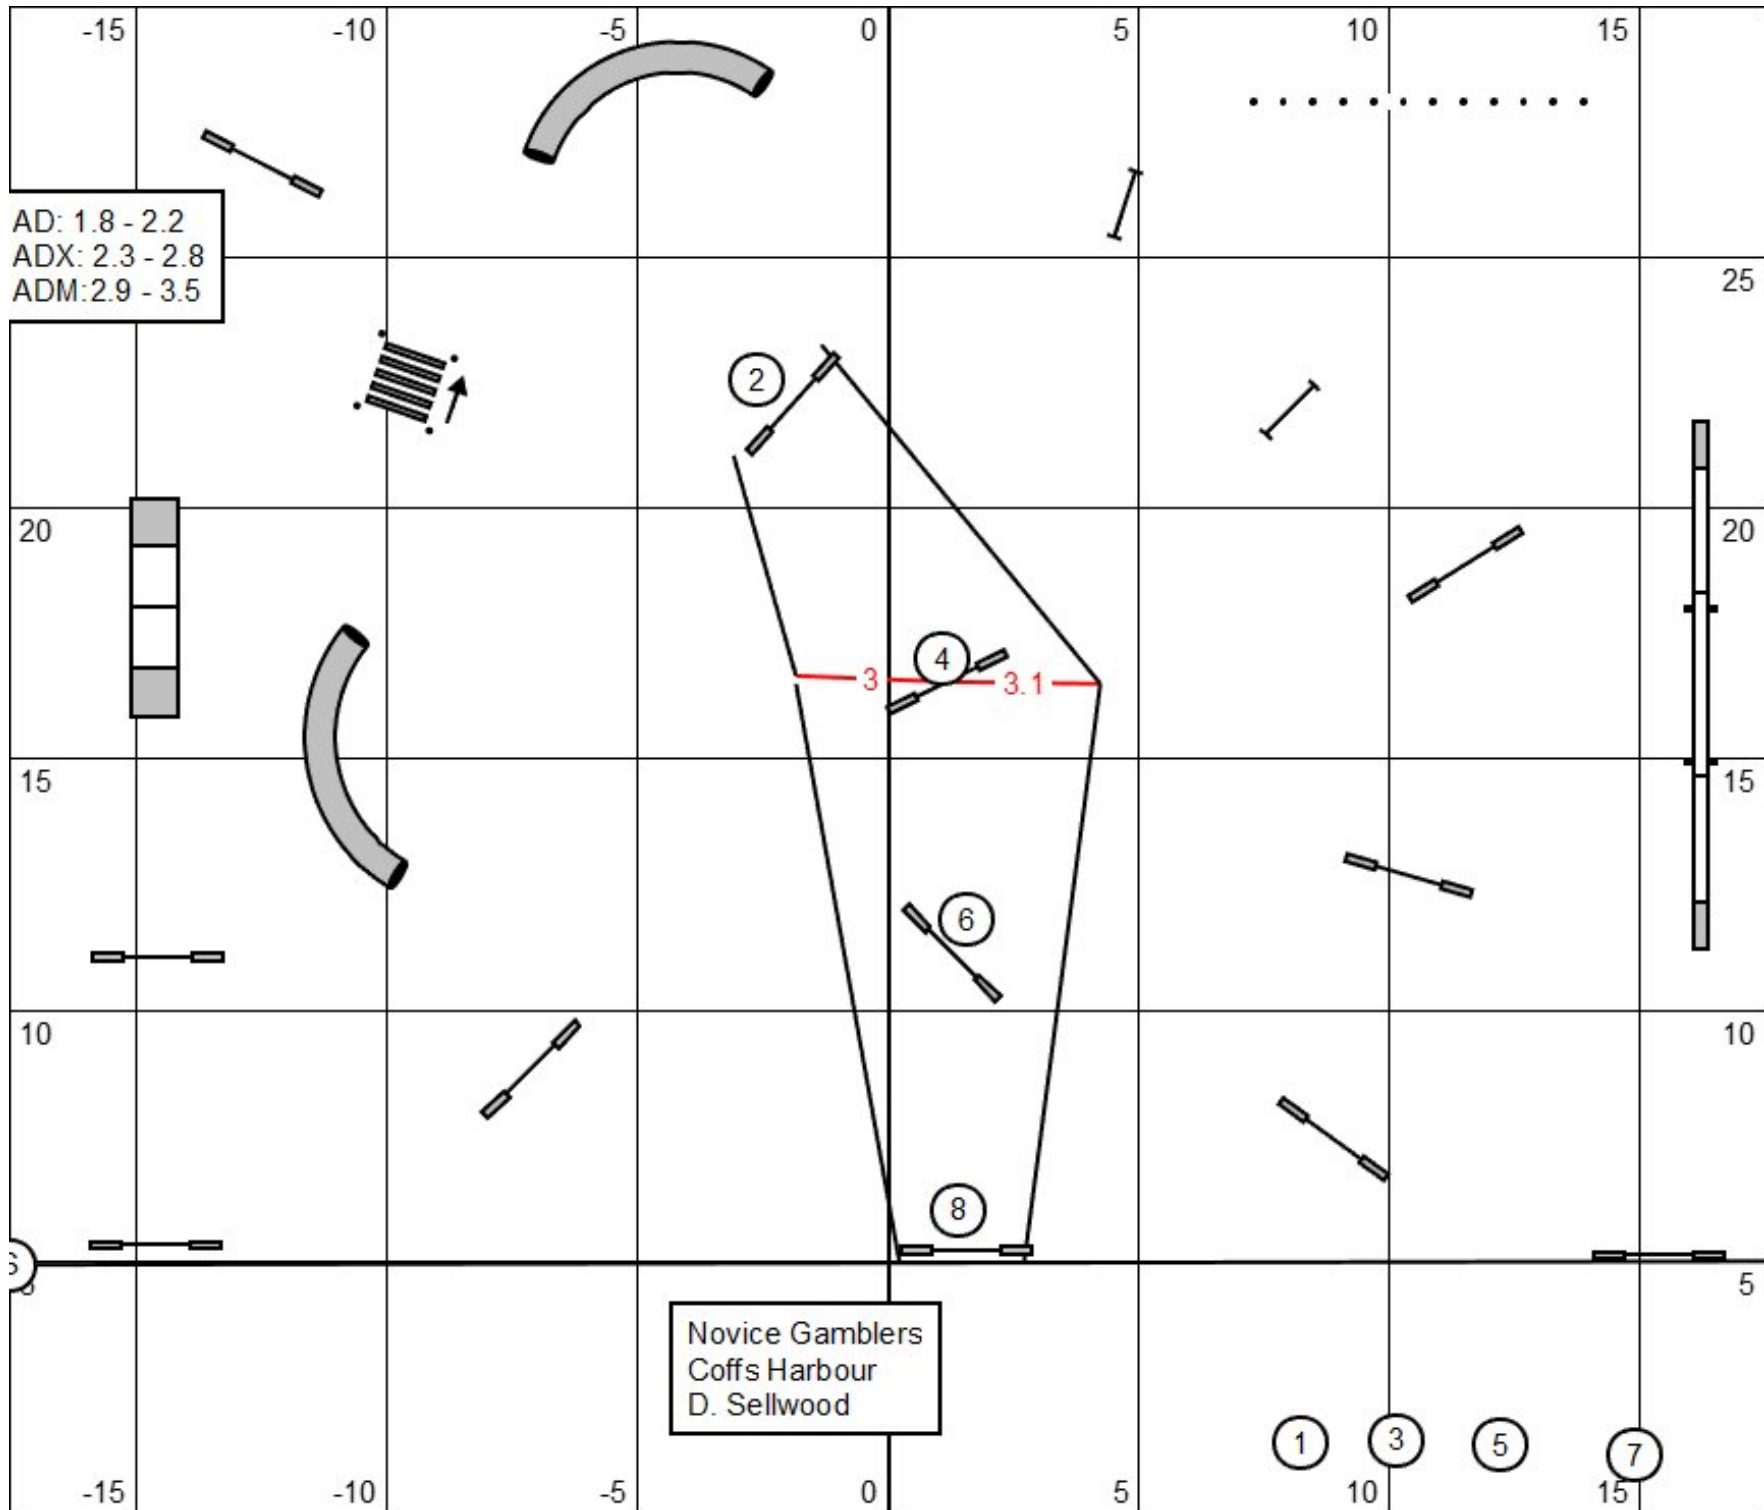 -15 -10 -5 0 5 10 15
AD: 1.8 - 2.2
ADX: 2.3 - 2.8
ADM:2.9 - 3.5
25
2
20 20
4
3 3.1
15 15
6
10 10
8
5
Novice Gamblers
Coffs Harbour
D. Sellwood
1 3 5 7
-15 -10 -5 0 5 10 15